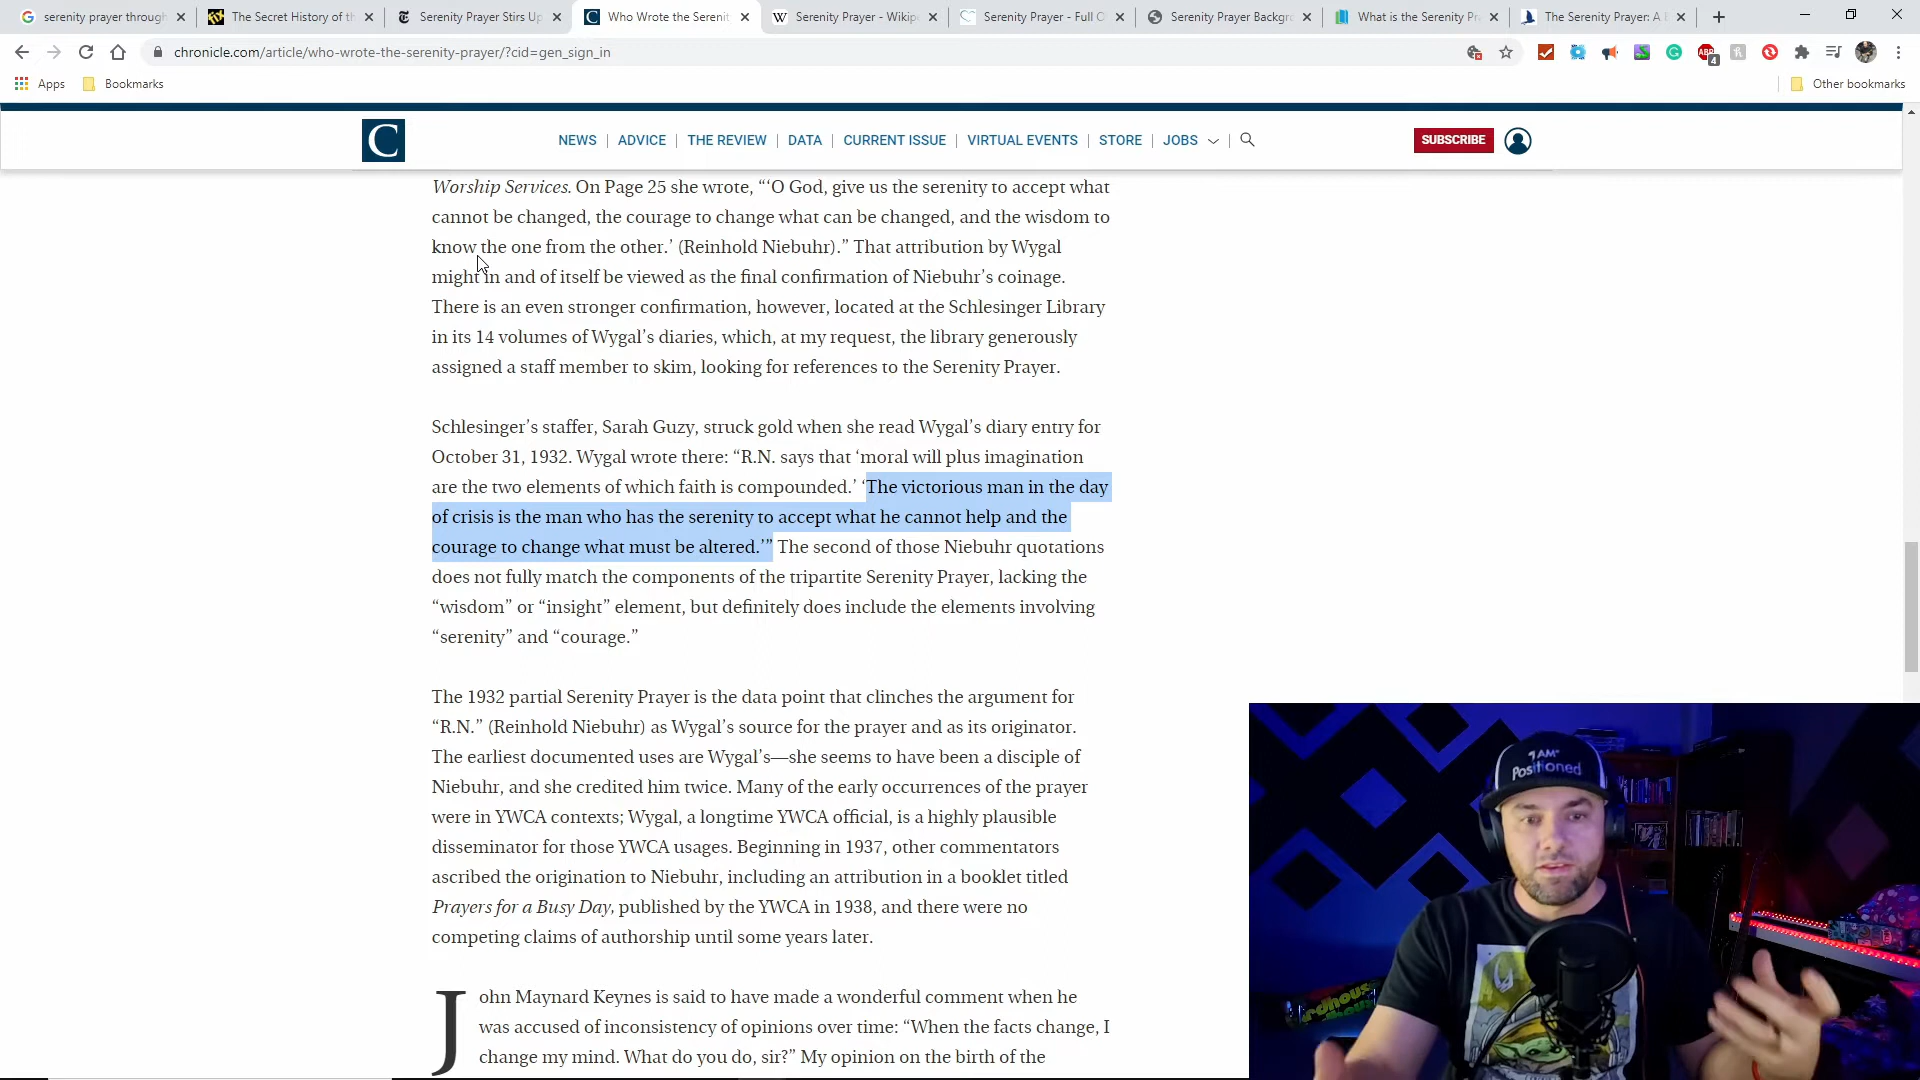 serenity prayer through
The Secret History of th
Serenity Prayer Stirs Up
Who Wrote the Serenit
Serenity Prayer - Wikipe
Serenity Prayer - Full C
Serenity Prayer Backgro
What is the Serenity Pr
The Serenity Prayer: A B
chronicle.com/article/who-wrote-the-serenity-prayer/?cid=gen_sign_in
4
Apps
Bookmarks
Other bookmarks
C
NEWS
ADVICE
THE REVIEW
DATA
CURRENT ISSUE
VIRTUAL EVENTS
STORE
JOBS
SUBSCRIBE
Worship Services. On Page 25 she wrote, “‘O God, give us the serenity to accept what
cannot be changed, the courage to change what can be changed, and the wisdom to
know the one from the other.’ (Reinhold Niebuhr).” That attribution by Wygal
might in and of itself be viewed as the final confirmation of Niebuhr’s coinage.
There is an even stronger confirmation, however, located at the Schlesinger Library
in its 14 volumes of Wygal’s diaries, which, at my request, the library generously
assigned a staff member to skim, looking for references to the Serenity Prayer.
Schlesinger’s staffer, Sarah Guzy, struck gold when she read Wygal’s diary entry for
October 31, 1932. Wygal wrote there: “R.N. says that ‘moral will plus imagination
are the two elements of which faith is compounded.’ ‘The victorious man in the day
of crisis is the man who has the serenity to accept what he cannot help and the
courage to change what must be altered.’” The second of those Niebuhr quotations
does not fully match the components of the tripartite Serenity Prayer, lacking the
“wisdom” or “insight” element, but definitely does include the elements involving
“serenity” and “courage.”
The 1932 partial Serenity Prayer is the data point that clinches the argument for
“R.N.” (Reinhold Niebuhr) as Wygal’s source for the prayer and as its originator.
The earliest documented uses are Wygal’s—she seems to have been a disciple of
Niebuhr, and she credited him twice. Many of the early occurrences of the prayer
were in YWCA contexts; Wygal, a longtime YWCA official, is a highly plausible
disseminator for those YWCA usages. Beginning in 1937, other commentators
ascribed the origination to Niebuhr, including an attribution in a booklet titled
Prayers for a Busy Day, published by the YWCA in 1938, and there were no
competing claims of authorship until some years later.
John Maynard Keynes is said to have made a wonderful comment when he
was accused of inconsistency of opinions over time: “When the facts change, I
change my mind. What do you do, sir?” My opinion on the birth of the
I AM
Positioned